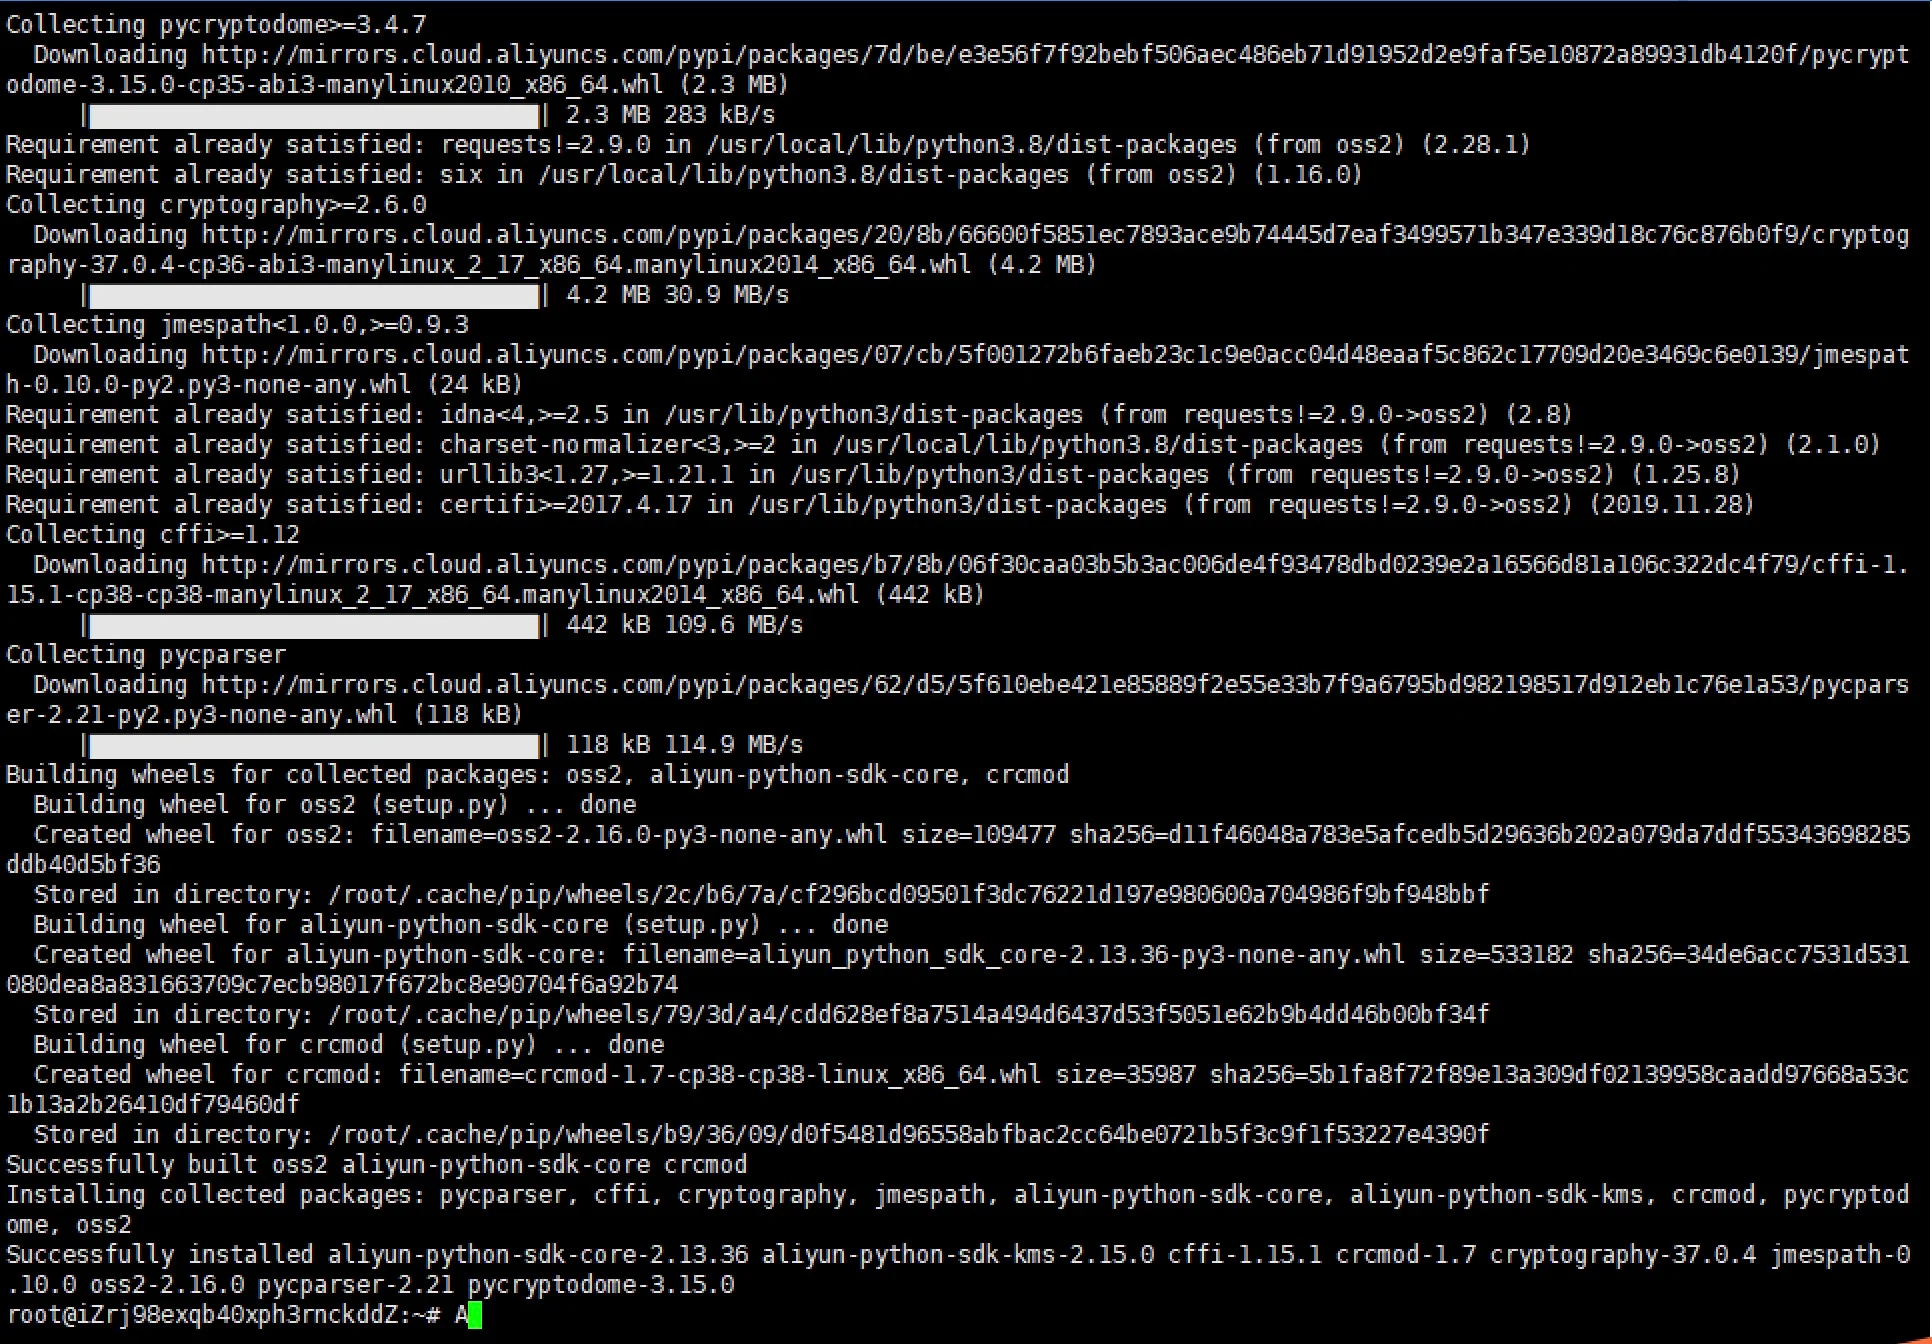 Collecting pycryptodome>=3.4.7
  Downloading http://mirrors.cloud.aliyuncs.com/pypi/packages/7d/be/e3e56f7f92bebf506aec486eb71d91952d2e9faf5e10872a89931db4120f/pycrypt
odome-3.15.0-cp35-abi3-manylinux2010_x86_64.whl (2.3 MB)
     || 2.3 MB 283 kB/s
Requirement already satisfied: requests!=2.9.0 in /usr/local/lib/python3.8/dist-packages (from oss2) (2.28.1)
Requirement already satisfied: six in /usr/local/lib/python3.8/dist-packages (from oss2) (1.16.0)
Collecting cryptography>=2.6.0
  Downloading http://mirrors.cloud.aliyuncs.com/pypi/packages/20/8b/66600f5851ec7893ace9b74445d7eaf3499571b347e339d18c76c876b0f9/cryptog
raphy-37.0.4-cp36-abi3-manylinux_2_17_x86_64.manylinux2014_x86_64.whl (4.2 MB)
     || 4.2 MB 30.9 MB/s
Collecting jmespath<1.0.0,>=0.9.3
  Downloading http://mirrors.cloud.aliyuncs.com/pypi/packages/07/cb/5f001272b6faeb23c1c9e0acc04d48eaaf5c862c17709d20e3469c6e0139/jmespat
h-0.10.0-py2.py3-none-any.whl (24 kB)
Requirement already satisfied: idna<4,>=2.5 in /usr/lib/python3/dist-packages (from requests!=2.9.0->oss2) (2.8)
Requirement already satisfied: charset-normalizer<3,>=2 in /usr/local/lib/python3.8/dist-packages (from requests!=2.9.0->oss2) (2.1.0)
Requirement already satisfied: urllib3<1.27,>=1.21.1 in /usr/lib/python3/dist-packages (from requests!=2.9.0->oss2) (1.25.8)
Requirement already satisfied: certifi>=2017.4.17 in /usr/lib/python3/dist-packages (from requests!=2.9.0->oss2) (2019.11.28)
Collecting cffi>=1.12
  Downloading http://mirrors.cloud.aliyuncs.com/pypi/packages/b7/8b/06f30caa03b5b3ac006de4f93478dbd0239e2a16566d81a106c322dc4f79/cffi-1.
15.1-cp38-cp38-manylinux_2_17_x86_64.manylinux2014_x86_64.whl (442 kB)
     || 442 kB 109.6 MB/s
Collecting pycparser
  Downloading http://mirrors.cloud.aliyuncs.com/pypi/packages/62/d5/5f610ebe421e85889f2e55e33b7f9a6795bd982198517d912eb1c76e1a53/pycpars
er-2.21-py2.py3-none-any.whl (118 kB)
     || 118 kB 114.9 MB/s
Building wheels for collected packages: oss2, aliyun-python-sdk-core, crcmod
  Building wheel for oss2 (setup.py) ... done
  Created wheel for oss2: filename=oss2-2.16.0-py3-none-any.whl size=109477 sha256=d11f46048a783e5afcedb5d29636b202a079da7ddf55343698285
ddb40d5bf36
  Stored in directory: /root/.cache/pip/wheels/2c/b6/7a/cf296bcd09501f3dc76221d197e980600a704986f9bf948bbf
  Building wheel for aliyun-python-sdk-core (setup.py) ... done
  Created wheel for aliyun-python-sdk-core: filename=aliyun_python_sdk_core-2.13.36-py3-none-any.whl size=533182 sha256=34de6acc7531d531
080dea8a831663709c7ecb98017f672bc8e90704f6a92b74
  Stored in directory: /root/.cache/pip/wheels/79/3d/a4/cdd628ef8a7514a494d6437d53f5051e62b9b4dd46b00bf34f
  Building wheel for crcmod (setup.py) ... done
  Created wheel for crcmod: filename=crcmod-1.7-cp38-cp38-linux_x86_64.whl size=35987 sha256=5b1fa8f72f89e13a309df02139958caadd97668a53c
1b13a2b26410df79460df
  Stored in directory: /root/.cache/pip/wheels/b9/36/09/d0f5481d96558abfbac2cc64be0721b5f3c9f1f53227e4390f
Successfully built oss2 aliyun-python-sdk-core crcmod
Installing collected packages: pycparser, cffi, cryptography, jmespath, aliyun-python-sdk-core, aliyun-python-sdk-kms, crcmod, pycryptod
ome, oss2
Successfully installed aliyun-python-sdk-core-2.13.36 aliyun-python-sdk-kms-2.15.0 cffi-1.15.1 crcmod-1.7 cryptography-37.0.4 jmespath-0
.10.0 oss2-2.16.0 pycparser-2.21 pycryptodome-3.15.0
root@iZrj98exqb40xph3rnckddZ:~# A